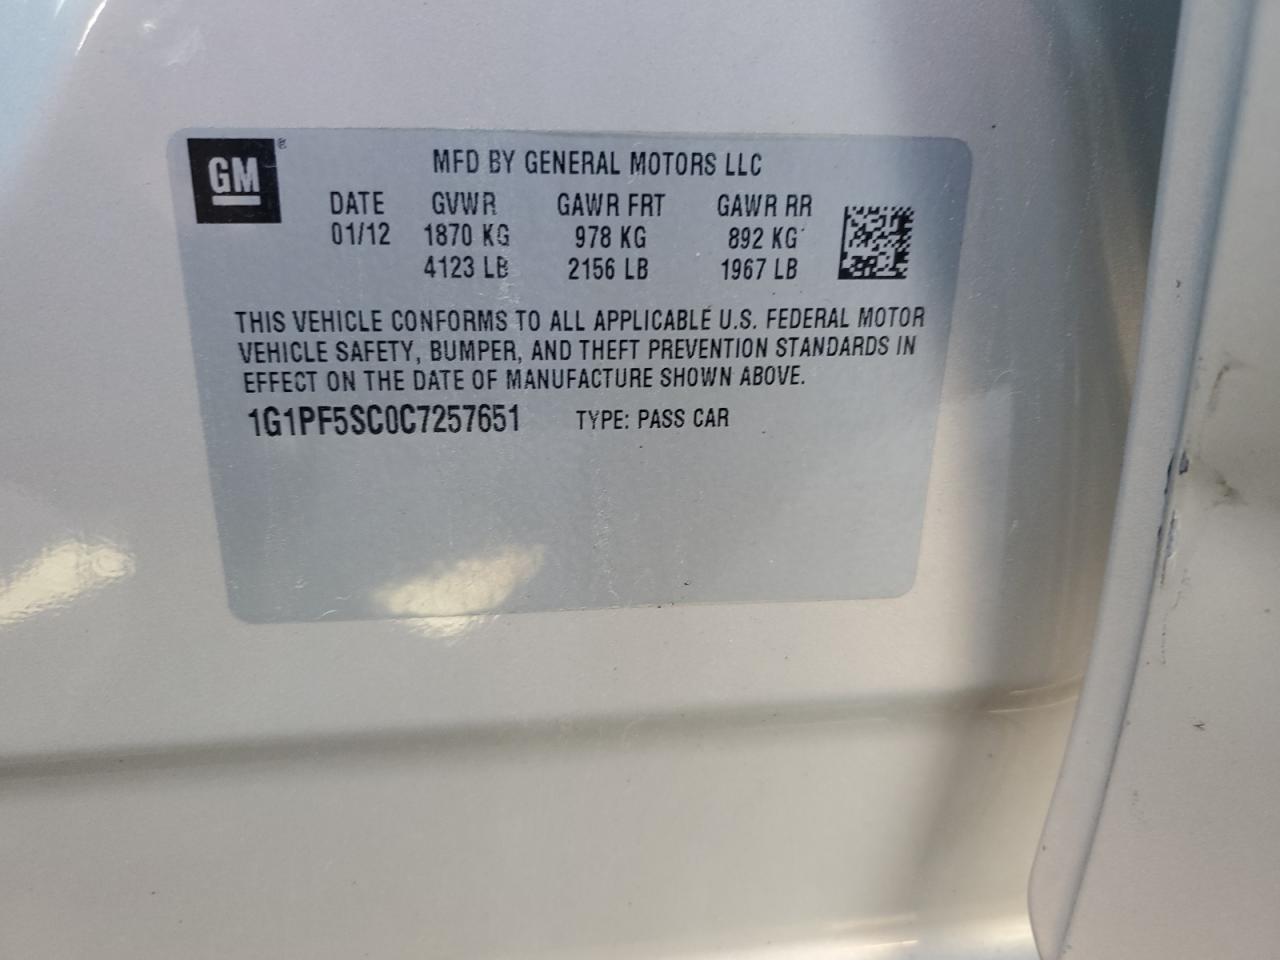 GM®
MFD BY GENERAL MOTORS LLC
DATE GVWR GAWR FRT GAWR RR
01/12 1870 KG 978 KG 892 KG
4123 LB 2156 LB 1967 LB
THIS VEHICLE CONFORMS TO ALL APPLICABLE U.S. FEDERAL MOTOR
VEHICLE SAFETY, BUMPER, AND THEFT PREVENTION STANDARDS IN
EFFECT ON THE DATE OF MANUFACTURE SHOWN ABOVE.
1G1PF5SC0C7257651 TYPE: PASS CAR